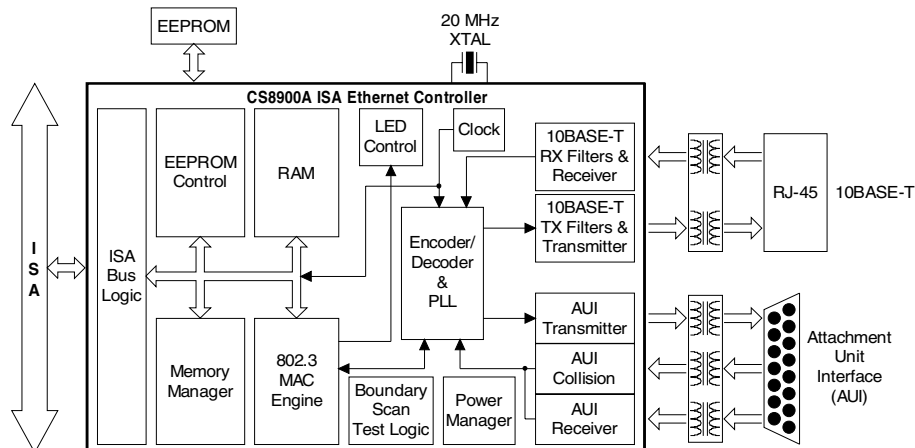 EEPROM
20 MHz
XTAL
CS8900A ISA Ethernet Controller
I
S
A
ISA
Bus
Logic
EEPROM
Control
RAM
LED
Control
Clock
10BASE-T
RX Filters &
Receiver
10BASE-T
TX Filters &
Transmitter
RJ-45
10BASE-T
Encoder/
Decoder
&
PLL
Memory
Manager
802.3
MAC
Engine
Boundary
Scan
Test Logic
Power
Manager
AUI
Transmitter
AUI
Collision
AUI
Receiver
Attachment
Unit
Interface
(AUI)